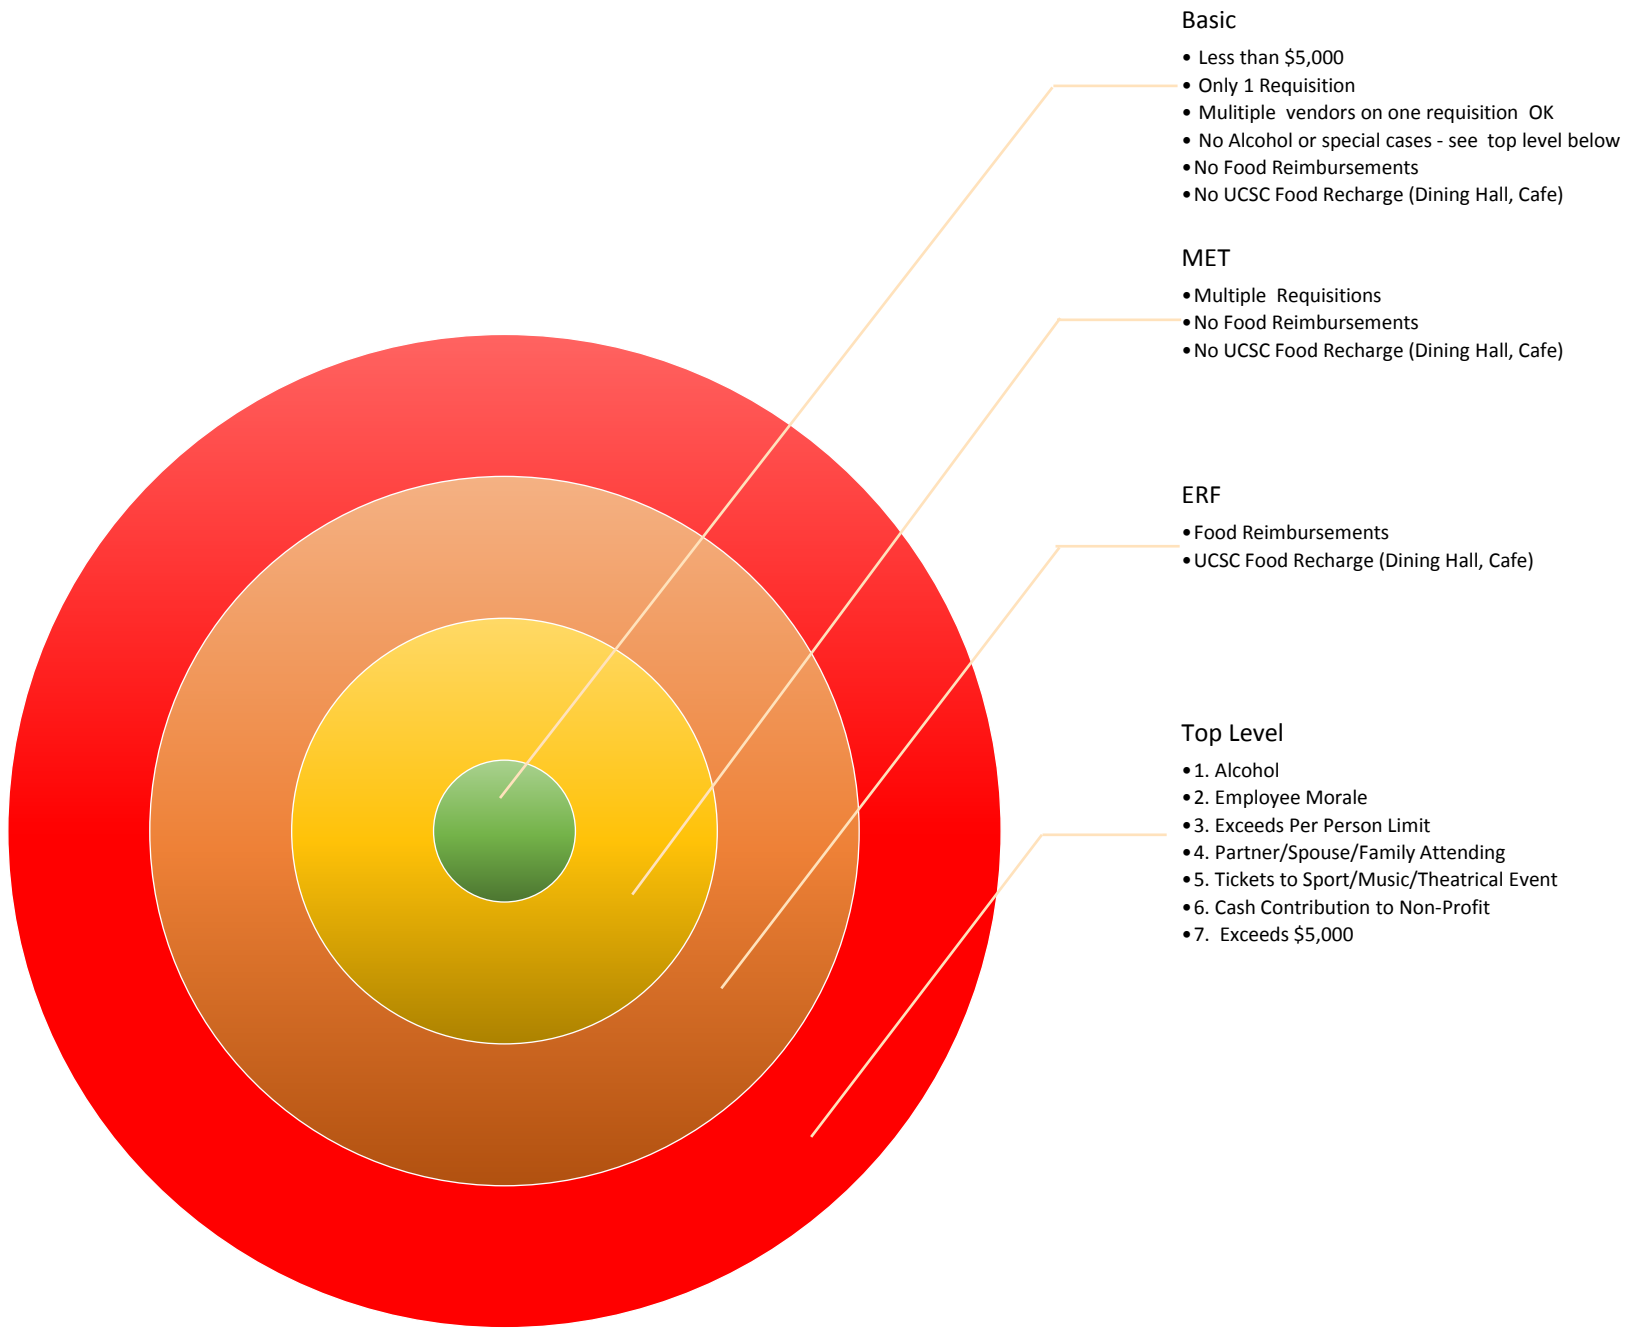 Basic
• Less than $5,000
• Only 1 Requisition
• Mulitiple vendors on one requisition OK
• No Alcohol or special cases - see top level below
•No Food Reimbursements
•No UCSC Food Recharge (Dining Hall, Cafe)
MET
•Multiple Requisitions
•No Food Reimbursements
•No UCSC Food Recharge (Dining Hall, Cafe)
ERF
•Food Reimbursements
•UCSC Food Recharge (Dining Hall, Cafe)
Top Level
•1. Alcohol
•2. Employee Morale
•3. Exceeds Per Person Limit
•4. Partner/Spouse/Family Attending
•5. Tickets to Sport/Music/Theatrical Event
•6. Cash Contribution to Non-Profit
•7. Exceeds $5,000